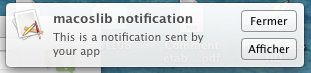 macoslib notification
This is a notification sent by
your app
Fermer
Afficher